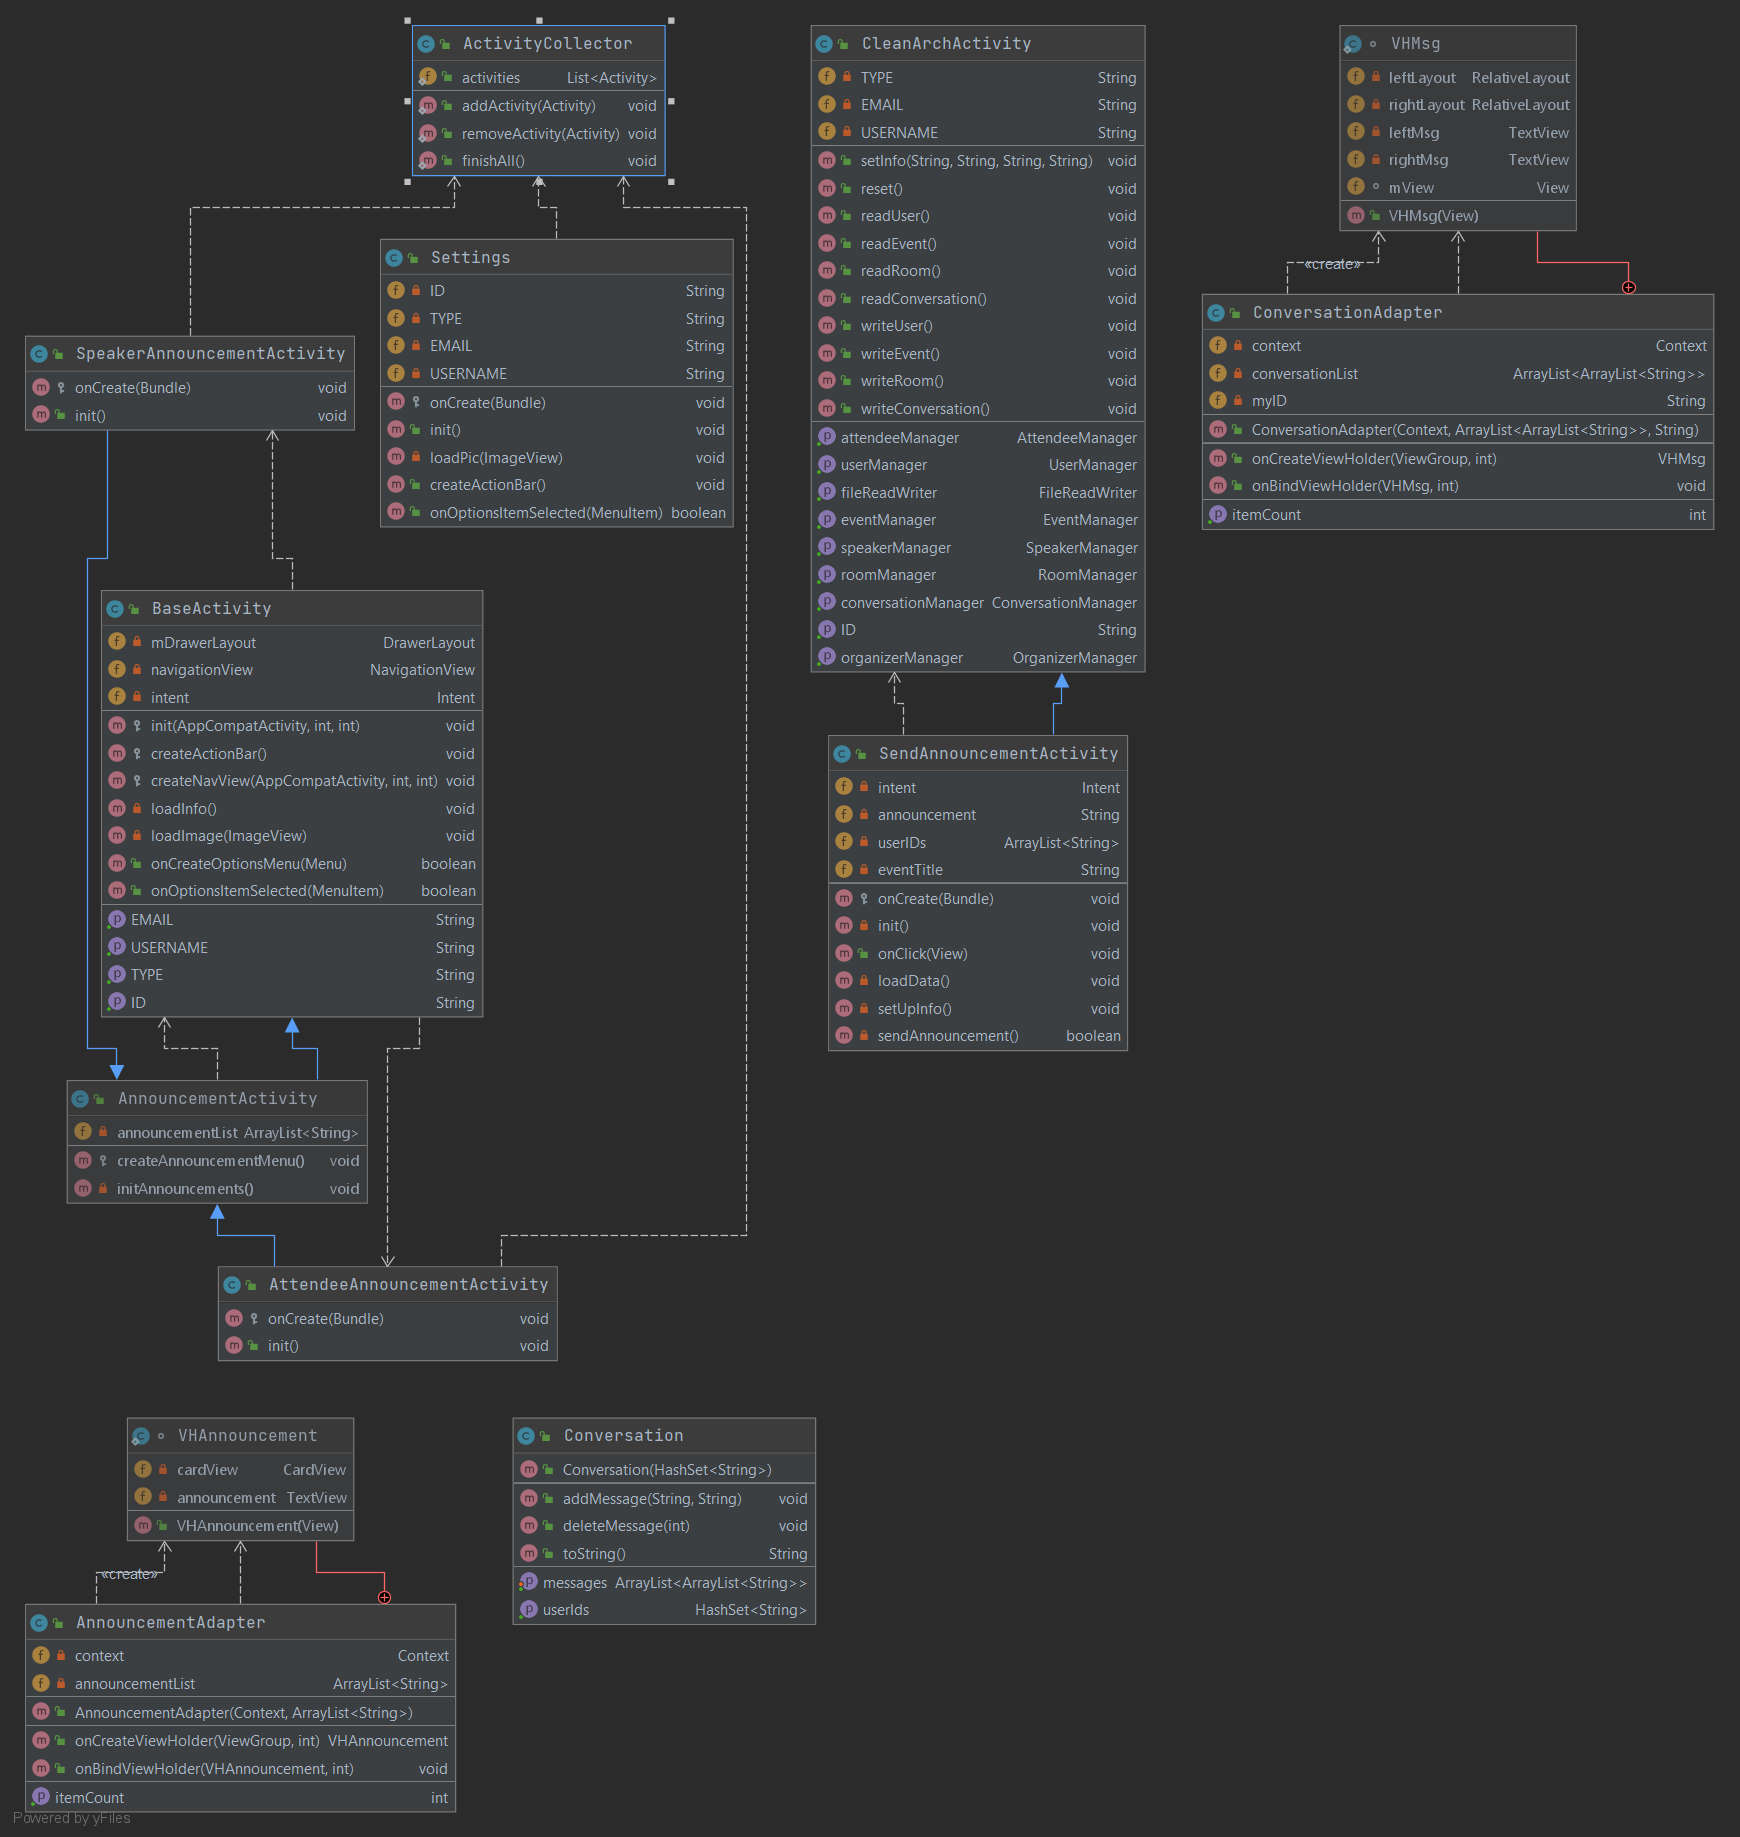 ActivityCollector
activities List<Activity>
addActivity(Activity) void
removeActivity(Activity) void
finishAll() void
CleanArchActivity
TYPE String
EMAIL String
USERNAME String
setInfo(String, String, String, String) void
reset() void
readUser() void
readEvent() void
readRoom() void
readConversation() void
writeUser() void
writeEvent() void
writeRoom() void
writeConversation() void
attendeeManager AttendeeManager
userManager UserManager
fileReadWriter FileReadWriter
eventManager EventManager
speakerManager SpeakerManager
roomManager RoomManager
conversationManager ConversationManager
ID String
organizerManager OrganizerManager
VHMsg
leftLayout RelativeLayout
rightLayout RelativeLayout
leftMsg TextView
rightMsg TextView
mView View
VHMsg(View)
«create»
ConversationAdapter
context Context
conversationList ArrayList<ArrayList<String>>
myID String
ConversationAdapter(Context, ArrayList<ArrayList<String>>, String)
onCreateViewHolder(ViewGroup, int) VHMsg
onBindViewHolder(VHMsg, int) void
itemCount int
Settings
ID String
TYPE String
EMAIL String
USERNAME String
onCreate(Bundle) void
init() void
loadPic(ImageView) void
createActionBar() void
onOptionsItemSelected(MenuItem) boolean
SpeakerAnnouncementActivity
onCreate(Bundle) void
init() void
BaseActivity
mDrawerLayout DrawerLayout
navigationView NavigationView
intent Intent
init(AppCompatActivity, int, int) void
createActionBar() void
createNavView(AppCompatActivity, int, int) void
loadInfo() void
loadImage(ImageView) void
onCreateOptionsMenu(Menu) boolean
onOptionsItemSelected(MenuItem) boolean
EMAIL String
USERNAME String
TYPE String
ID String
SendAnnouncementActivity
intent Intent
announcement String
userIDs ArrayList<String>
eventTitle String
onCreate(Bundle) void
init() void
onClick(View) void
loadData() void
setUpInfo() void
sendAnnouncement() boolean
AnnouncementActivity
announcementList ArrayList<String>
createAnnouncementMenu() void
initAnnouncements() void
AttendeeAnnouncementActivity
onCreate(Bundle) void
init() void
VHAnnouncement
cardView CardView
announcement TextView
VHAnnouncement(View)
«create»
AnnouncementAdapter
context Context
announcementList ArrayList<String>
AnnouncementAdapter(Context, ArrayList<String>)
onCreateViewHolder(ViewGroup, int) VHAnnouncement
onBindViewHolder(VHAnnouncement, int) void
itemCount int
Conversation
Conversation(HashSet<String>)
addMessage(String, String) void
deleteMessage(int) void
toString() String
messages ArrayList<ArrayList<String>>
userIds HashSet<String>
Powered by yFiles